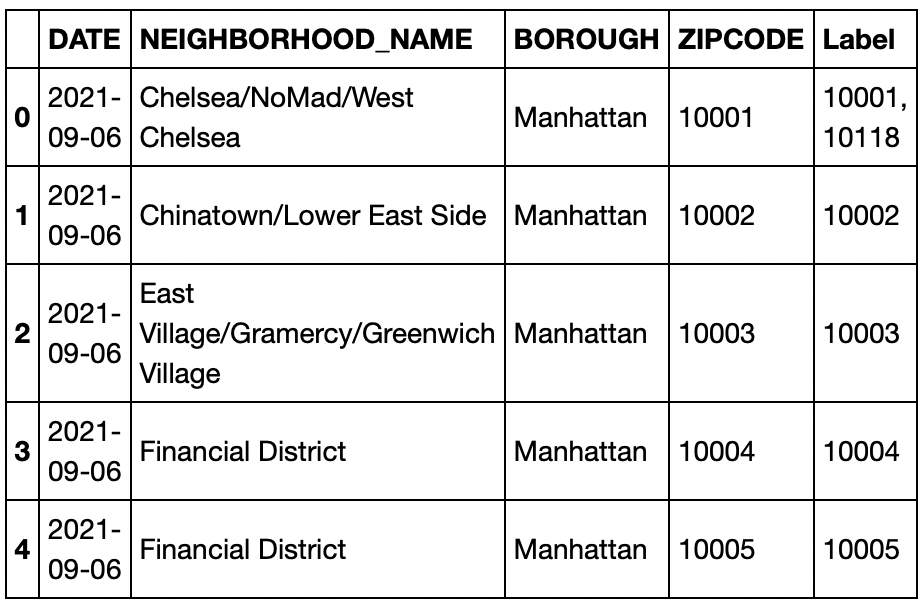 DATE NEIGHBORHOOD_NAME BOROUGH ZIPCODE Label
0 2021-09-06 Chelsea/NoMad/West Chelsea Manhattan 10001 10001, 10118
1 2021-09-06 Chinatown/Lower East Side Manhattan 10002 10002
2 2021-09-06 East Village/Gramercy/Greenwich Village Manhattan 10003 10003
3 2021-09-06 Financial District Manhattan 10004 10004
4 2021-09-06 Financial District Manhattan 10005 10005